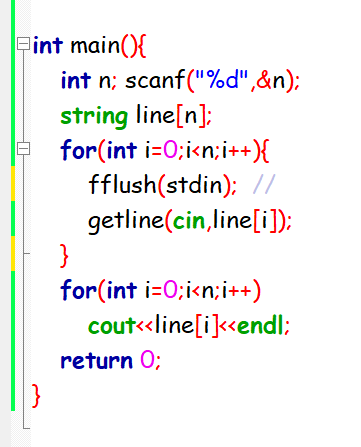 int main(){
int n; scanf("%d",&n);
string line[n];
for(int i=0;i<n;i++){
fflush(stdin); //
getline(cin,line[i]);
}
for(int i=0;i<n;i++)
cout<<line[i]<<endl;
return 0;
}